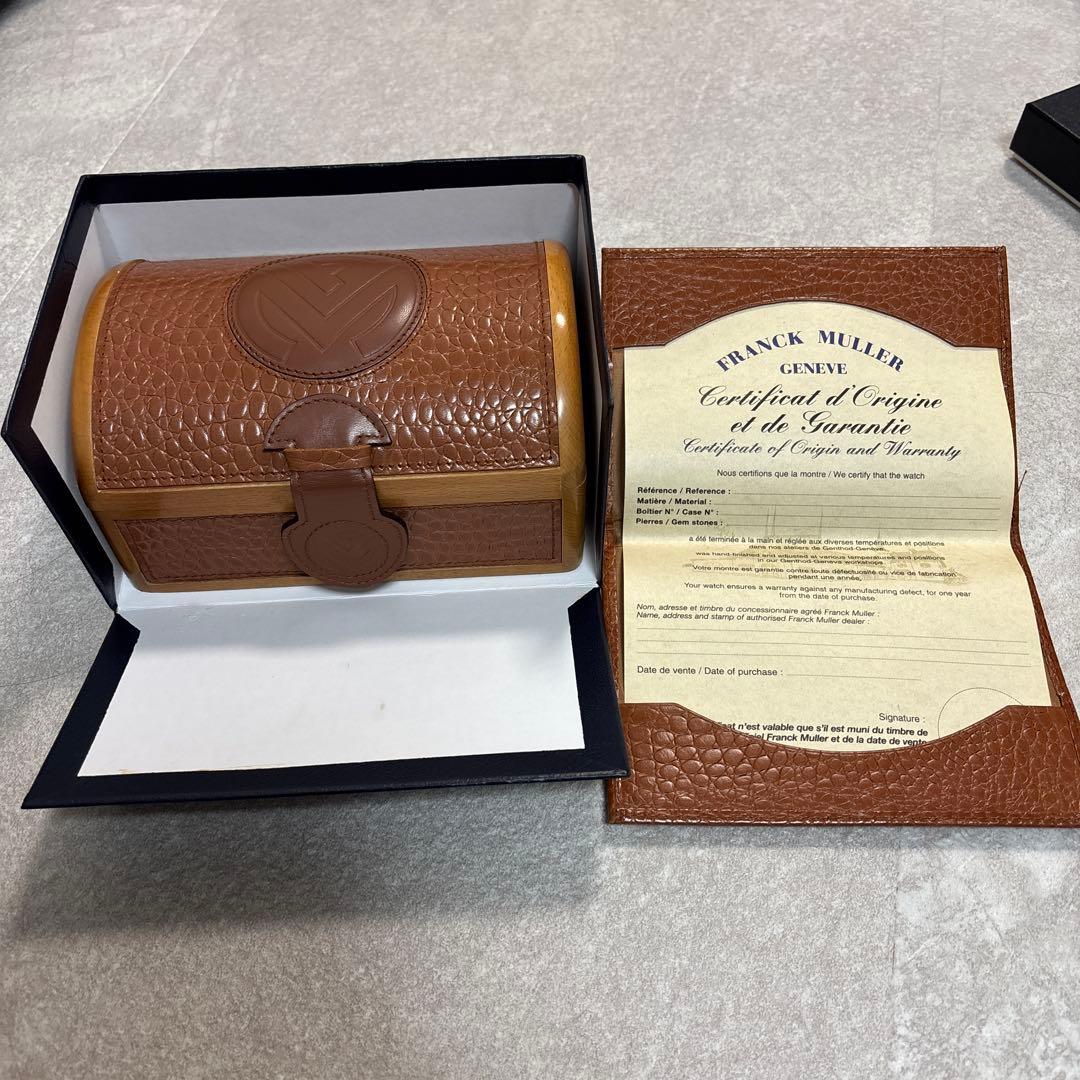 FRANCK MULLER
GENEVE
Certificat d'Origine
et de Garantie
Certificate of Origin and Warranty
Nous certifions que la montre / We certify that the watch
Référence / Reference :
Matière / Material :
Boîtier N° / Case N° :
Pierres / Gem stones :
a été terminée à la main et réglée aux diverses températures et positions
dans nos ateliers de Genthod-Genève.
was hand-finished and adjusted at various temperatures and positions
in our Genthod-Geneva workshops.
Votre montre est garantie contre toute défectuosité ou vice de fabrication
pendant une année.
Your watch ensures a warranty against any manufacturing defect, for one year
from the date of purchase.
Nom, adresse et timbre du concessionnaire agréé Franck Muller :
Name, address and stamp of authorised Franck Muller dealer :
Date de vente / Date of purchase :
Signature :
n'est valable que s'il est muni du timbre de
Franck Muller et de la date de vente